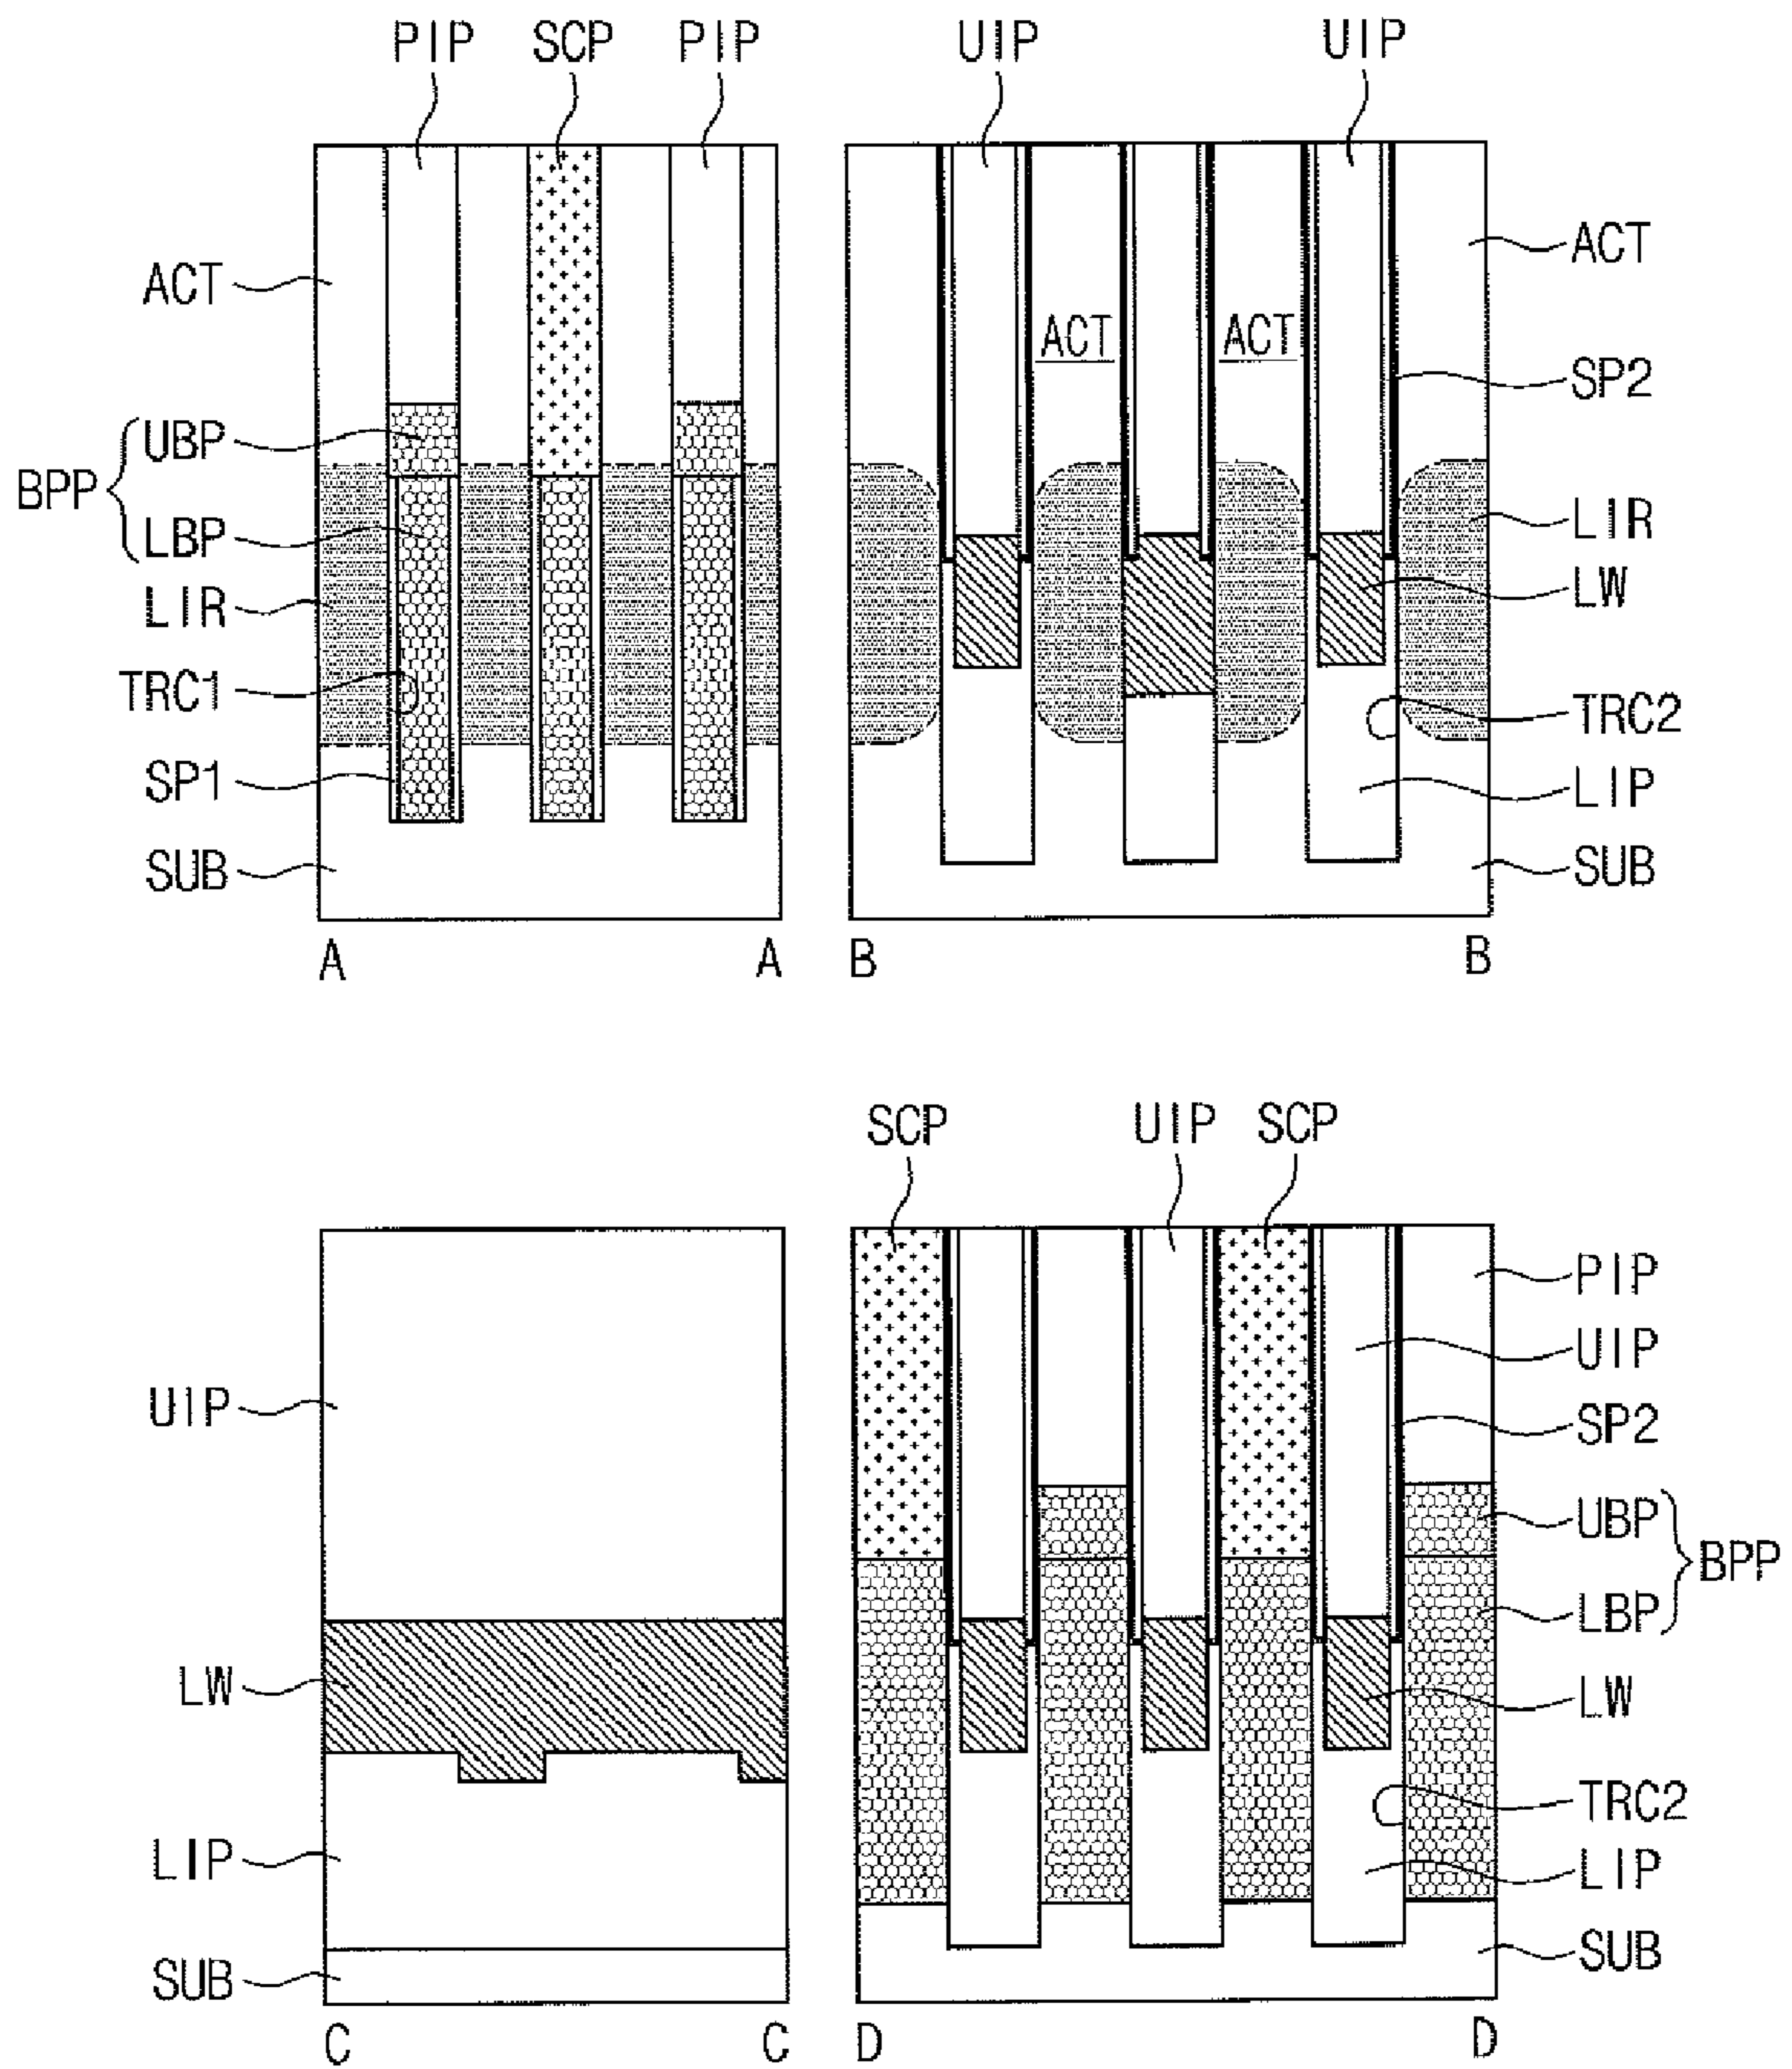 PIP SCP PIP
ACT
UBP
BPP
LBP
LIR
TRC1
SP1
SUB
A A
UIP UIP
ACT
ACT ACT
SP2
LIR
LW
TRC2
LIP
SUB
B B
UIP
LW
LIP
SUB
C C
SCP UIP SCP
PIP
UIP
SP2
UBP
BPP
LBP
LW
TRC2
LIP
SUB
D D